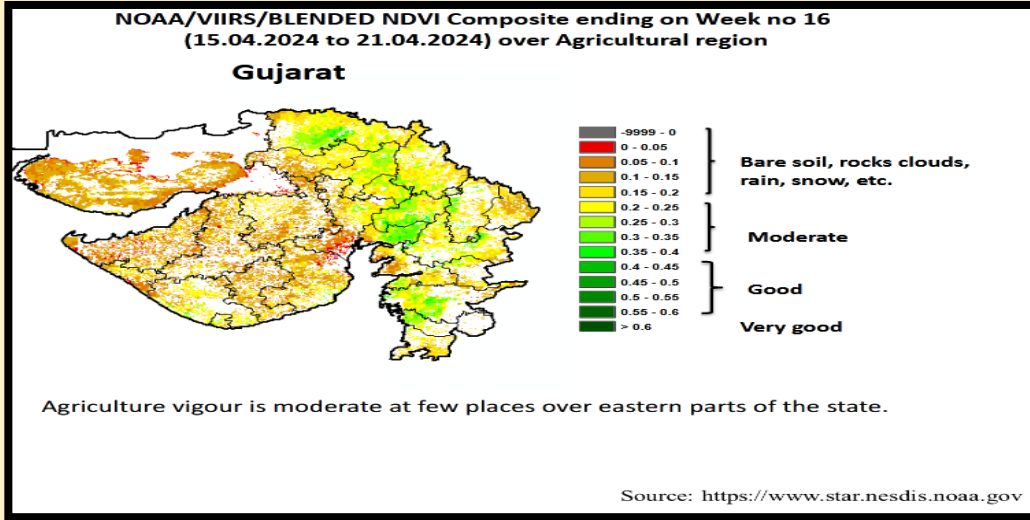 NOAA/VIIRS/BLENDED NDVI Composite ending on Week no 16
(15.04.2024 to 21.04.2024) over Agricultural region
Gujarat
-9999 - 0
0 - 0.05
0.05 - 0.1
0.1 - 0.15
0.15 - 0.2
0.2 - 0.25
0.25 - 0.3
0.3 - 0.35
0.35 - 0.4
0.4 - 0.45
0.45 - 0.5
0.5 - 0.55
0.55 - 0.6
> 0.6
Bare soil, rocks clouds,
rain, snow, etc.
Moderate
Good
Very good
Agriculture vigour is moderate at few places over eastern parts of the state.
Source: https://www.star.nesdis.noaa.gov